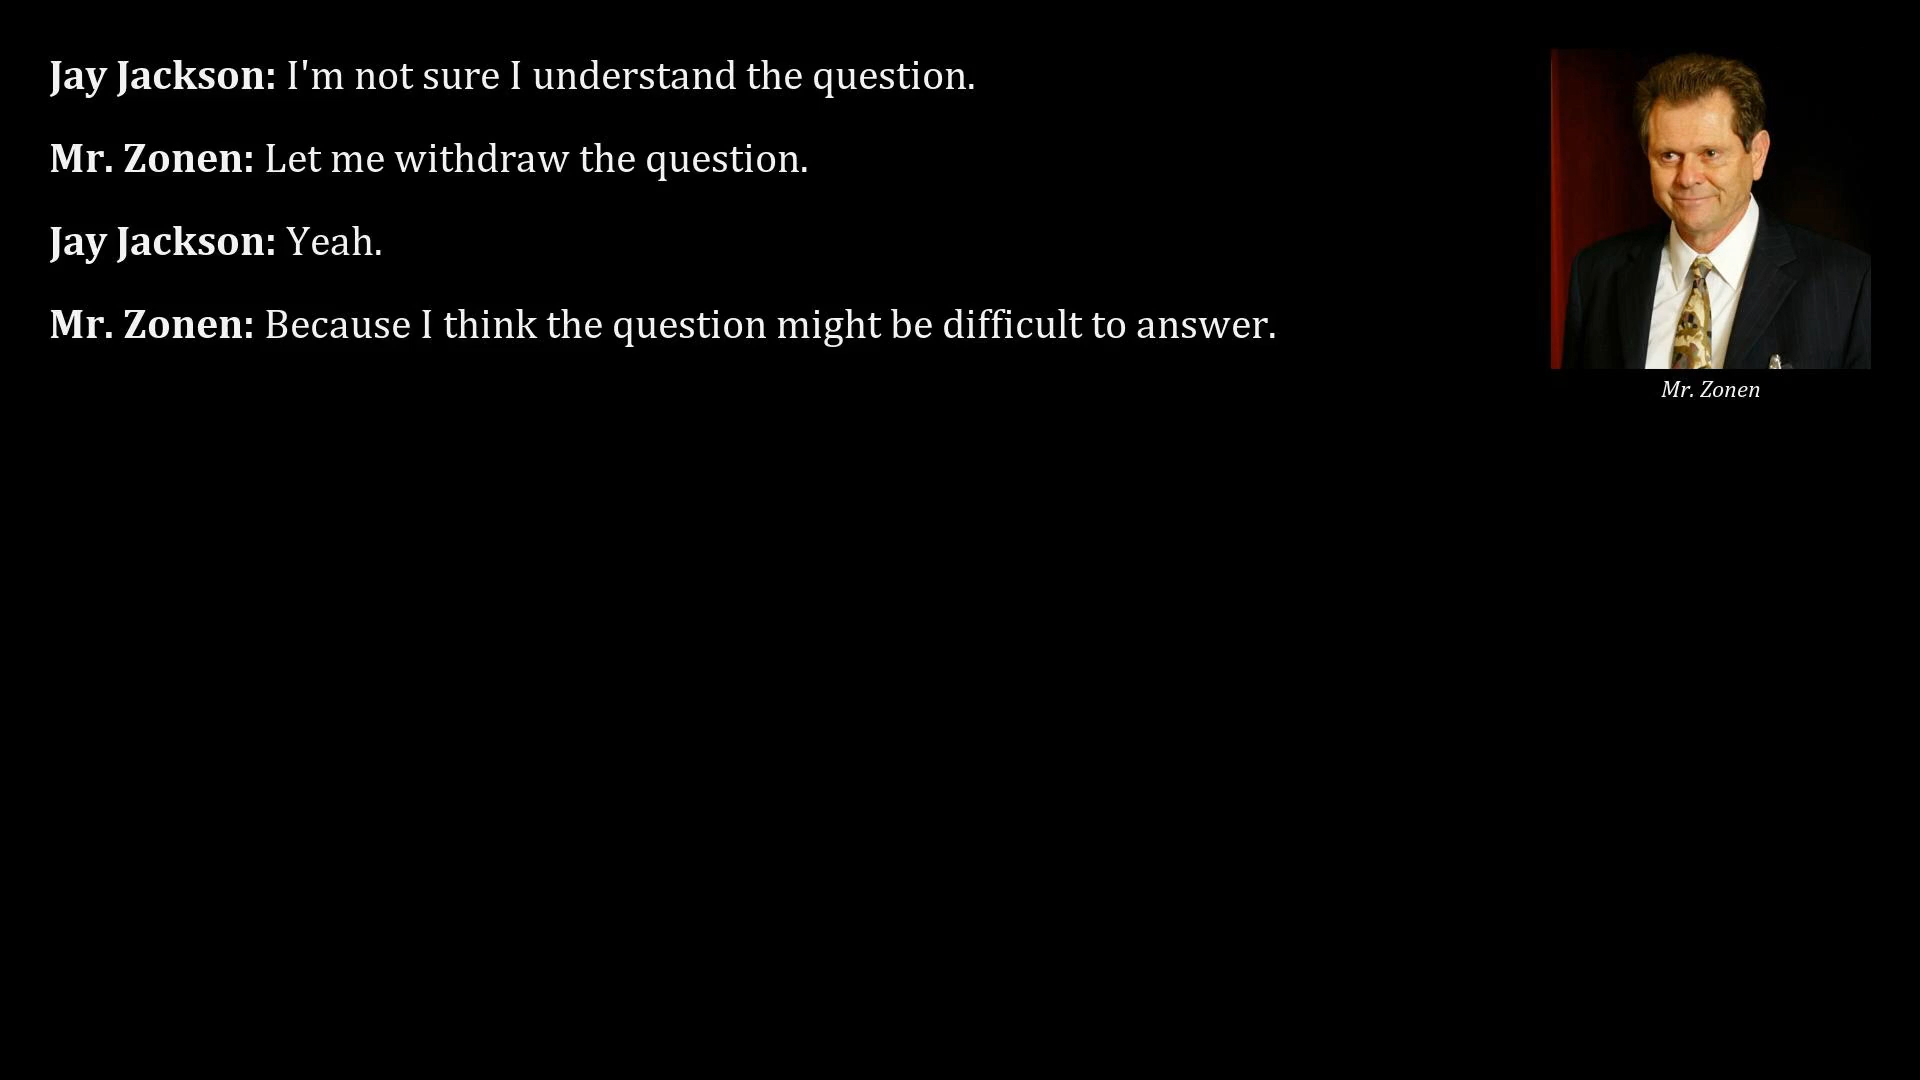 Jay Jackson: I'm not sure I understand the question.
Mr. Zonen: Let me withdraw the question.
Jay Jackson: Yeah.
Mr. Zonen: Because I think the question might be difficult to answer.
Mr. Zonen